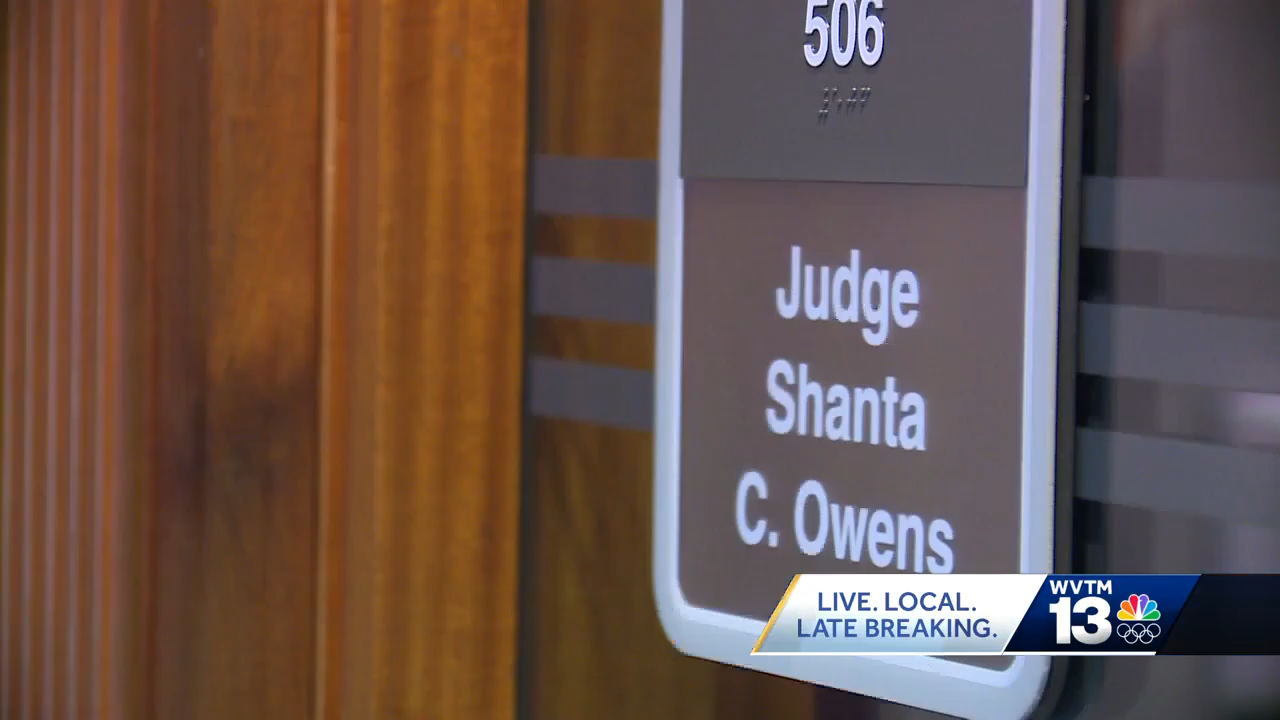 506
Judge
Shanta
C. Owens
LIVE. LOCAL.
LATE BREAKING.
WVTM
13